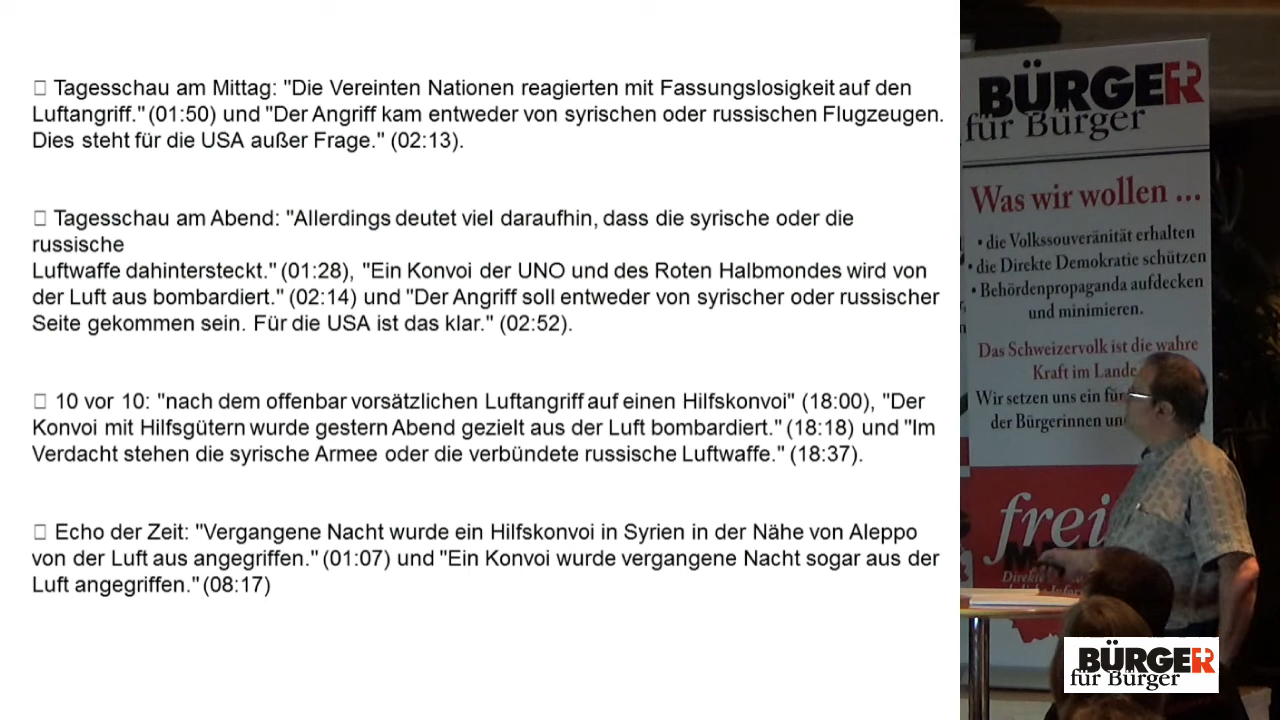 Tagesschau am Mittag: "Die Vereinten Nationen reagierten mit Fassungslosigkeit auf den
Luftangriff." (01:50) und "Der Angriff kam entweder von syrischen oder russischen Flugzeugen.
Dies steht für die USA außer Frage." (02:13).
Tagesschau am Abend: "Allerdings deutet viel daraufhin, dass die syrische oder die
russische
Luftwaffe dahintersteckt." (01:28), "Ein Konvoi der UNO und des Roten Halbmondes wird von
der Luft aus bombardiert." (02:14) und "Der Angriff soll entweder von syrischer oder russischer
Seite gekommen sein. Für die USA ist das klar." (02:52).
10 vor 10: "nach dem offenbar vorsätzlichen Luftangriff auf einen Hilfskonvoi" (18:00), "Der
Konvoi mit Hilfsgütern wurde gestern Abend gezielt aus der Luft bombardiert." (18:18) und "Im
Verdacht stehen die syrische Armee oder die verbündete russische Luftwaffe." (18:37).
Echo der Zeit: "Vergangene Nacht wurde ein Hilfskonvoi in Syrien in der Nähe von Aleppo
von der Luft aus angegriffen." (01:07) und "Ein Konvoi wurde vergangene Nacht sogar aus der
Luft angegriffen." (08:17)
BÜRGER
für Bürger
Was wir wollen ...
• die Volkssouveränität erhalten
• die Direkte Demokratie schützen
• Behördenpropaganda aufdecken
und minimieren.
Das Schweizervolk ist die wahre
Kraft im Lande
Wir setzen uns ein für
der Bürgerinnen
frei
BÜRGER
für Bürger